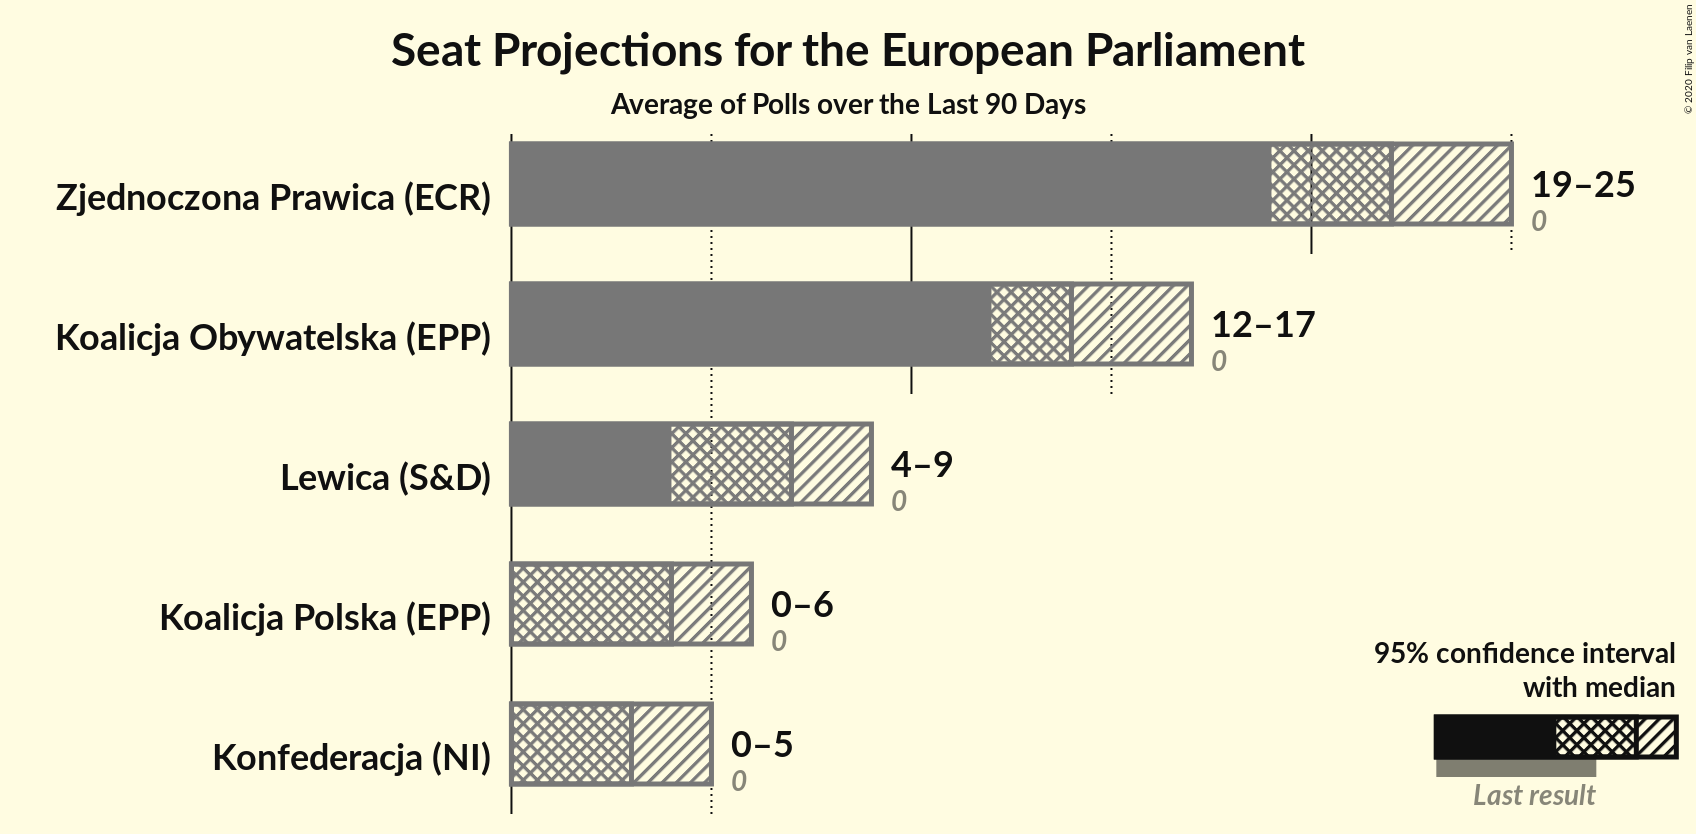 Seat Projections for the European Parliament
Average of Polls over the Last 90 Days
© 2020 Filip van Laenen
Zjednoczona Prawica (ECR)
19–25
0
Koalicja Obywatelska (EPP)
12–17
0
Lewica (S&D)
4–9
0
Koalicja Polska (EPP)
0–6
0
Konfederacja (NI)
0–5
0
95% confidence interval
with median
Last result